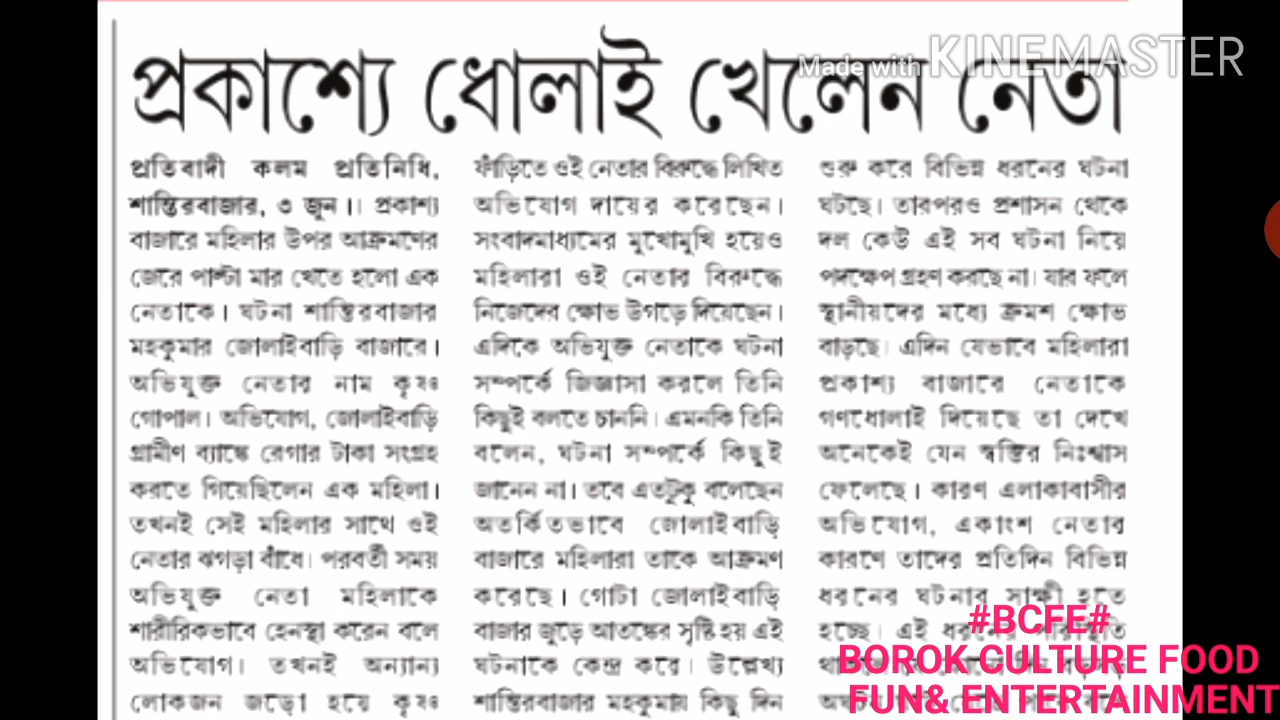 প্রকাশ্যে ধোলাই খেলেন নেতা
Made with KINEMASTER
প্রতিবাদী কলম প্রতিনিধি,
শান্তিরবাজার, ৩ জুন।। প্রকাশ্য
বাজারে মহিলার উপর আক্রমণের
জেরে পাল্টা মার খেতে হলো এক
নেতাকে। ঘটনা শান্তিরবাজার
মহকুমার জোলাইবাড়ি বাজারে।
অভিযুক্ত নেতার নাম কৃষ্ণ
গোপাল। অভিযোগ, জোলাইবাড়ি
গ্রামীণ ব্যাঙ্কে রেগার টাকা সংগ্রহ
করতে গিয়েছিলেন এক মহিলা।
তখনই সেই মহিলার সাথে ওই
নেতার ঝগড়া বাঁধে। পরবর্তী সময়
অভিযুক্ত নেতা মহিলাকে
শারীরিকভাবে হেনস্থা করে বলে
অভিযোগ। তখনই অন্যান্য
লোকজন জড়ো হয়ে কৃষ্ণ
ফাঁড়িতে ওই নেতার বিরুদ্ধে লিখিত
অভিযোগ দায়ের করেছেন।
সংবাদমাধ্যমের মুখোমুখি হয়েও
মহিলারা ওই নেতার বিরুদ্ধে
নিজেদের ক্ষোভ উগড়ে দিয়েছেন।
এদিকে অভিযুক্ত নেতাকে ঘটনা
সম্পর্কে জিজ্ঞাসা করলে তিনি
কিছুই বলতে চাননি। এমনকি তিনি
বলেন, ঘটনা সম্পর্কে কিছুই
জানেন না। তবে এতটুকু বলেছেন
অতর্কিতভাবে জোলাইবাড়ি
বাজারে মহিলারা তাকে আক্রমণ
করেছে। গোটা জোলাইবাড়ি
বাজার জুড়ে আতঙ্কের সৃষ্টি হয় এই
ঘটনাকে কেন্দ্র করে। উল্লেখ্য
শান্তিরবাজার মহকুমায় কিছু দিন
শুরু করে বিভিন্ন ধরনের ঘটনা
ঘটছে। তারপরও প্রশাসন থেকে
দল কেউ এই সব ঘটনা নিয়ে
পদক্ষেপ গ্রহণ করছে না। যার ফলে
স্থানীয়দের মধ্যে ক্রমশ ক্ষোভ
বাড়ছে। এদিন যেভাবে মহিলারা
প্রকাশ্য বাজারে নেতাকে
গণধোলাই দিয়েছে তা দেখে
অনেকেই যেন স্বস্তির নিঃশ্বাস
ফেলেছে। কারণ এলাকাবাসীর
অভিযোগ, একাংশ নেতার
কারণে তাদের প্রতিদিন বিভিন্ন
ধরনের ঘটনার সাক্ষী হতে
হচ্ছে। এই
#BCFE#
BOROK CULTURE FOOD
FUN& ENTERTAINMENT